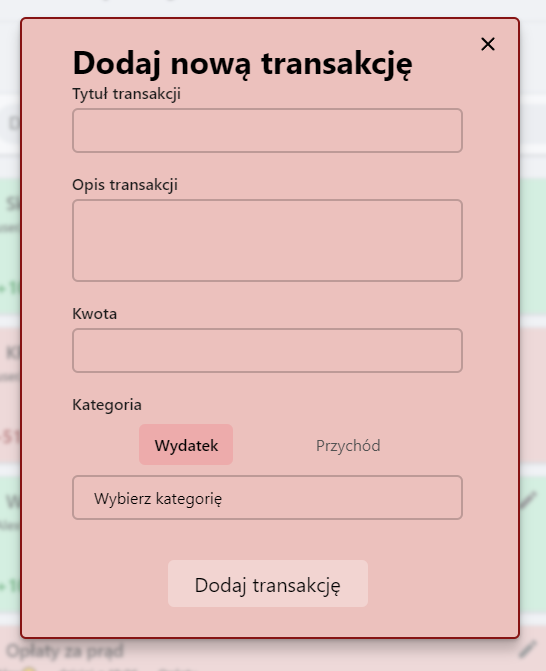 Dodaj nową transakcję
Tytuł transakcji
Opis transakcji
Kwota
Kategoria
Wydatek Przychód
Wybierz kategorię
Dodaj transakcję
Opłaty za prąd